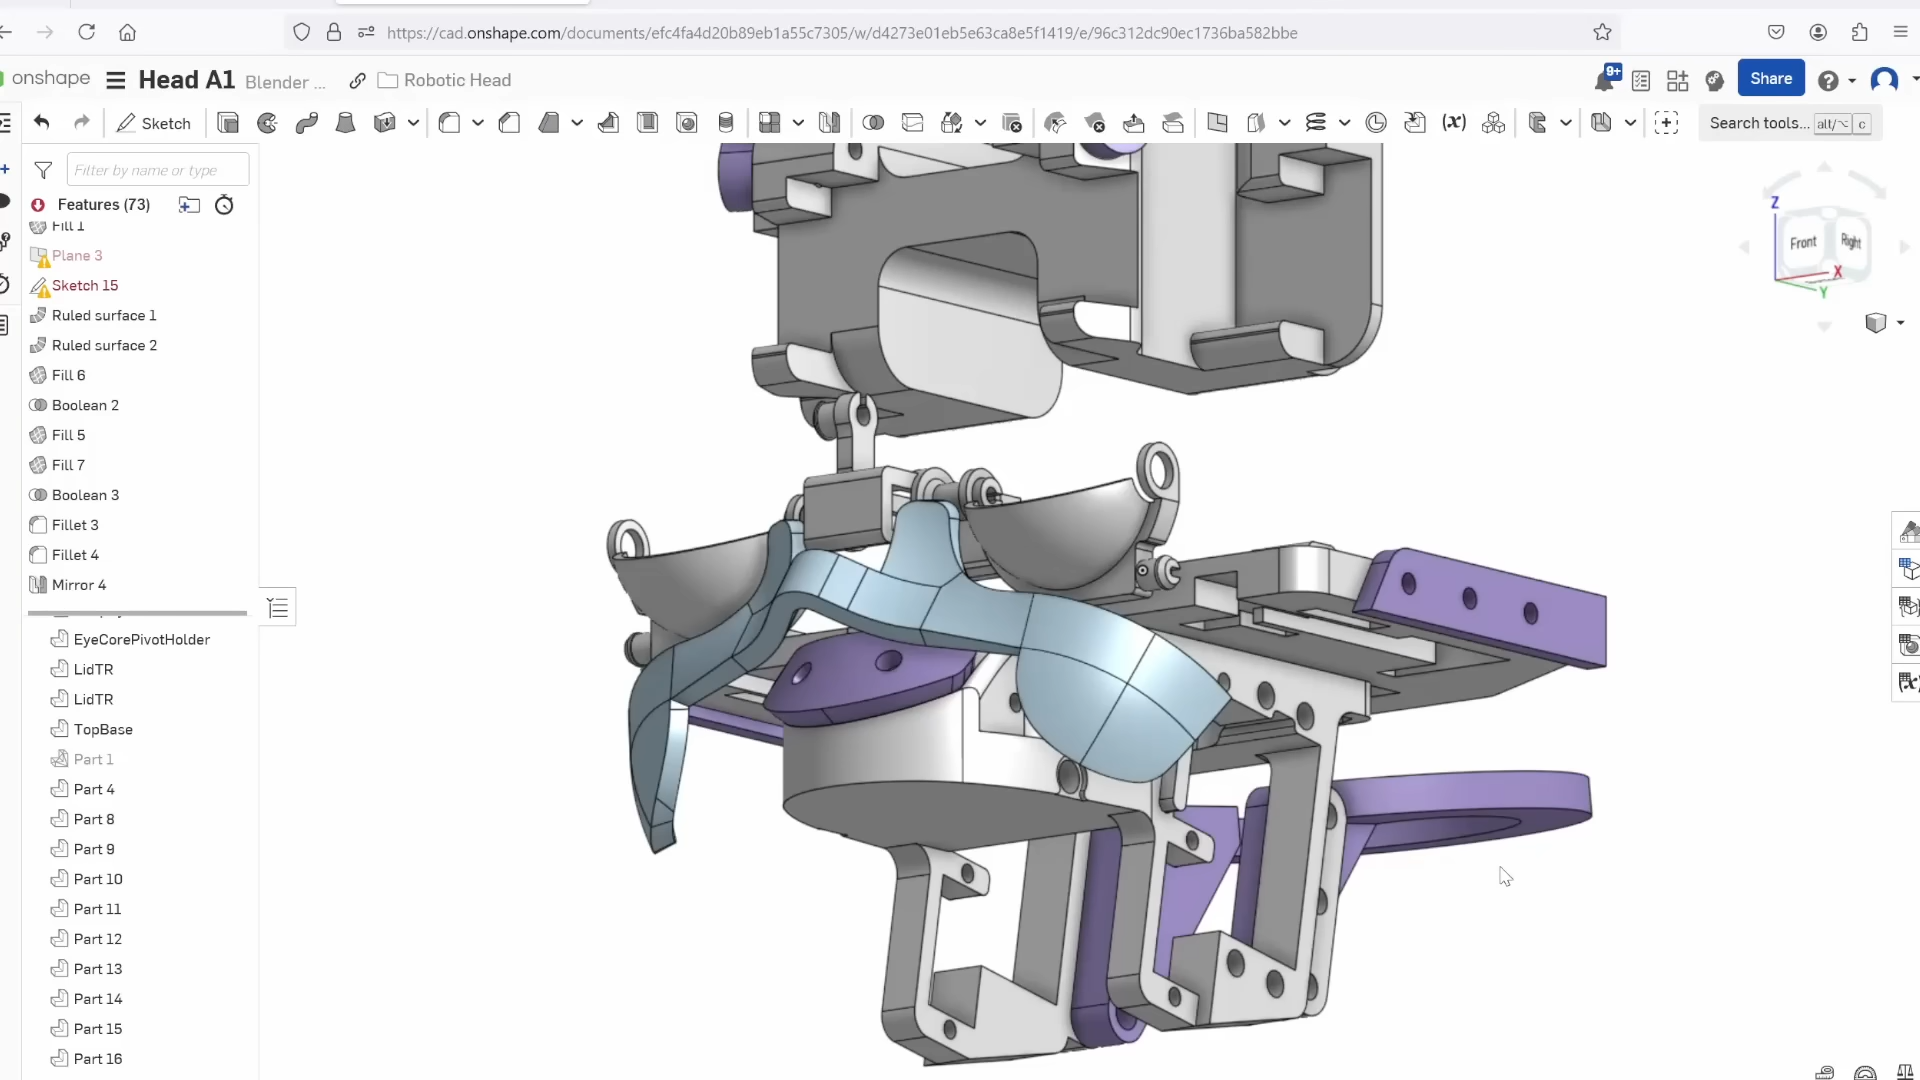 https://cad.onshape.com/documents/efc4fa4d20b89eb1a55c7305/w/d4273e01eb5e63ca8e5f1419/e/96c312dc90ec1736ba582bbe
onshape Head A1 Blender ... Robotic Head 9+ Share
Sketch (x) Search tools... alt/⌥ c
Filter by name or type
Features (73)
Fill 1
Plane 3
Sketch 15
Ruled surface 1
Ruled surface 2
Fill 6
Boolean 2
Fill 5
Fill 7
Boolean 3
Fillet 3
Fillet 4
Mirror 4
EyeCorePivotHolder
LidTR
LidTR
TopBase
Part 1
Part 4
Part 8
Part 9
Part 10
Part 11
Part 12
Part 13
Part 14
Part 15
Part 16
Z
Front Right
X
Y
(x)